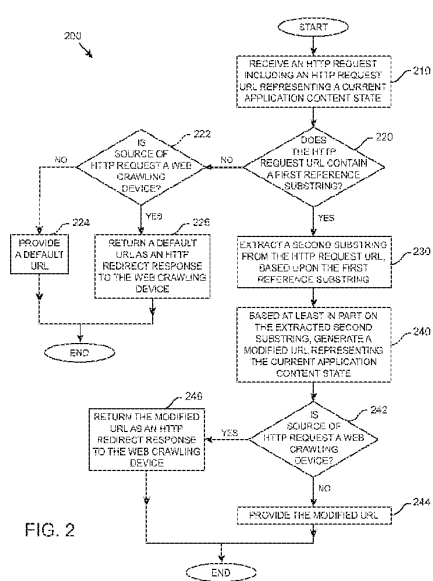 200
START
RECEIVE AN HTTP REQUEST
INCLUDING AN HTTP REQUEST
URL REPRESENTING A CURRENT
APPLICATION CONTENT STATE
210
IS
SOURCE OF
HTTP REQUEST A WEB
CRAWLING
DEVICE?
222
DOES
THE HTTP
REQUEST URL CONTAIN
A FIRST REFERENCE
SUBSTRING?
220
NO
NO
YES
YES
224
PROVIDE
A DEFAULT
URL
226
RETURN A DEFAULT
URL AS AN HTTP
REDIRECT RESPONSE
TO THE WEB CRAWLING
DEVICE
EXTRACT A SECOND SUBSTRING
FROM THE HTTP REQUEST URL,
BASED UPON THE FIRST
REFERENCE SUBSTRING
230
END
BASED AT LEAST IN PART ON
THE EXTRACTED SECOND
SUBSTRING, GENERATE A
MODIFIED URL REPRESENTING
THE CURRENT APPLICATION
CONTENT STATE
240
246
RETURN THE MODIFIED
URL AS AN HTTP
REDIRECT RESPONSE
TO THE WEB CRAWLING
DEVICE
YES
IS
SOURCE OF
HTTP REQUEST A WEB
CRAWLING
DEVICE?
242
NO
PROVIDE THE MODIFIED URL
244
FIG. 2
END